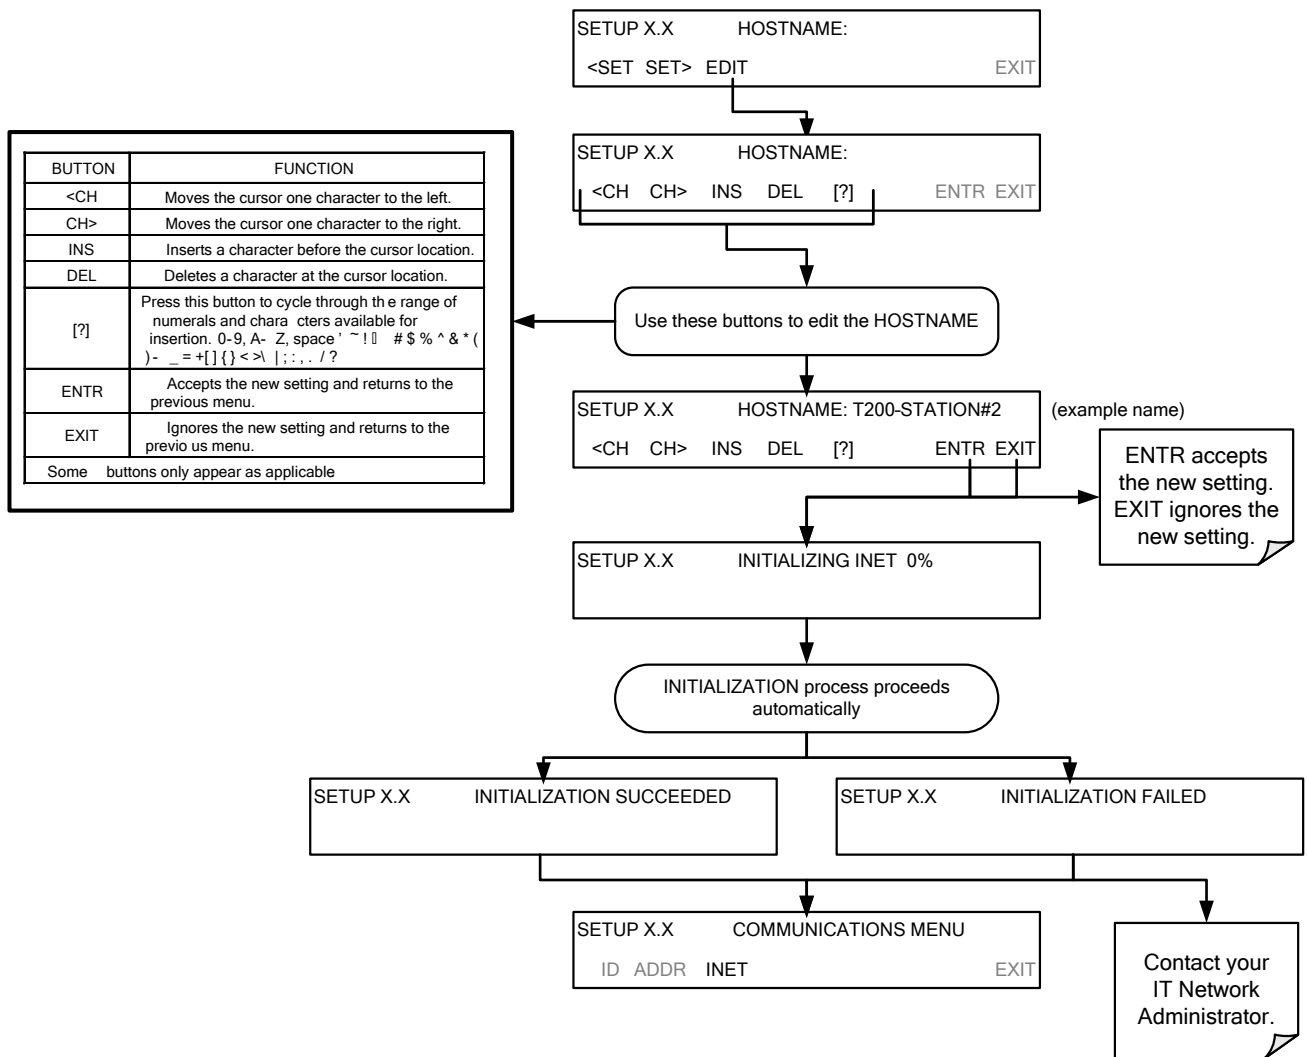 SETUP X.X HOSTNAME:
<SET SET> EDIT EXIT
SETUP X.X HOSTNAME:
<CH CH> INS DEL [?] ENTR EXIT
BUTTON FUNCTION
<CH Moves the cursor one character to the left.
CH> Moves the cursor one character to the right.
INS Inserts a character before the cursor location.
DEL Deletes a character at the cursor location.
[?] Press this button to cycle through th e range of
numerals and chara cters available for
insertion. 0-9, A- Z, space ' ~ ! ▯ # $ % ^ & * (
) - _ = +[ ] { } < >\ | ; : , . / ?
ENTR Accepts the new setting and returns to the
previous menu.
EXIT Ignores the new setting and returns to the
previo us menu.
Some buttons only appear as applicable
Use these buttons to edit the HOSTNAME
SETUP X.X HOSTNAME: T200-STATION#2
<CH CH> INS DEL [?] ENTR EXIT
(example name)
ENTR accepts
the new setting.
EXIT ignores the
new setting.
SETUP X.X INITIALIZING INET 0%
INITIALIZATION process proceeds
automatically
SETUP X.X INITIALIZATION SUCCEEDED
SETUP X.X INITIALIZATION FAILED
SETUP X.X COMMUNICATIONS MENU
ID ADDR INET EXIT
Contact your
IT Network
Administrator.